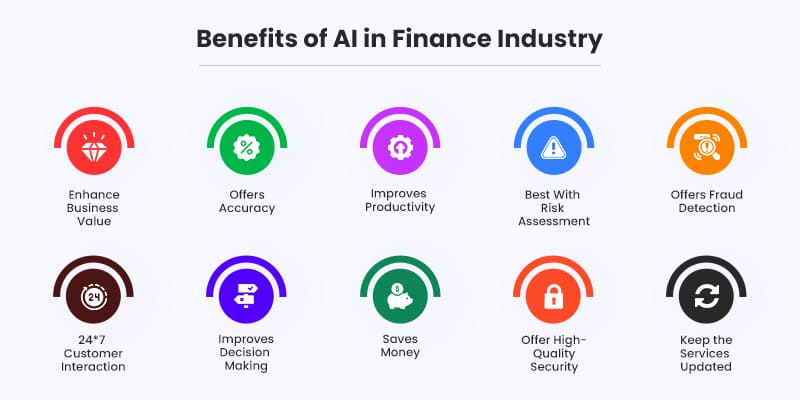 Benefits of AI in Finance Industry
Enhance
Business
Value
Offers
Accuracy
Improves
Productivity
Best With
Risk
Assessment
Offers Fraud
Detection
24*7
Customer
Interaction
Improves
Decision
Making
Saves
Money
Offer High-
Quality
Security
Keep the
Services
Updated
%
24
$